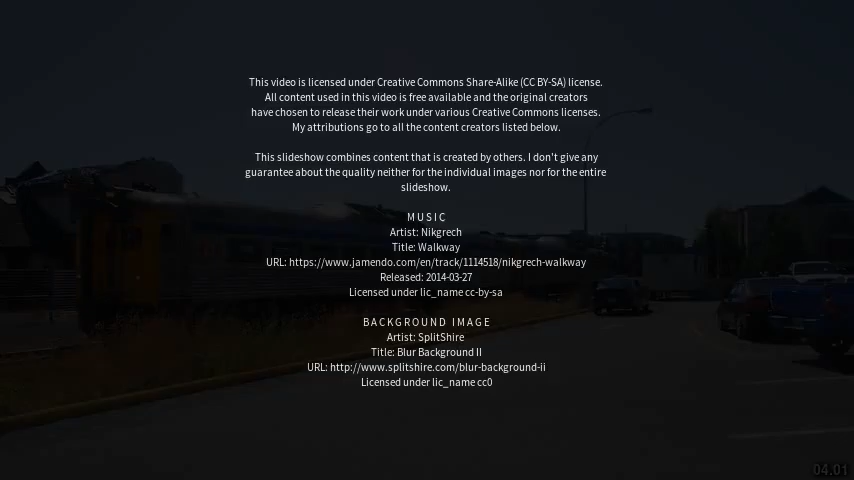 This video is licensed under Creative Commons Share-Alike (CC BY-SA) license.
All content used in this video is free available and the original creators
have chosen to release their work under various Creative Commons licenses.
My attributions go to all the content creators listed below.
This slideshow combines content that is created by others. I don't give any
guarantee about the quality neither for the individual images nor for the entire
slideshow.
MUSIC
Artist: Nikgrech
Title: Walkway
URL: https://www.jamendo.com/en/track/1114518/nikgrech-walkway
Released: 2014-03-27
Licensed under lic_name cc-by-sa
BACKGROUND IMAGE
Artist: SplitShire
Title: Blur Background II
URL: http://www.splitshire.com/blur-background-ii
Licensed under lic_name cc0
04.01